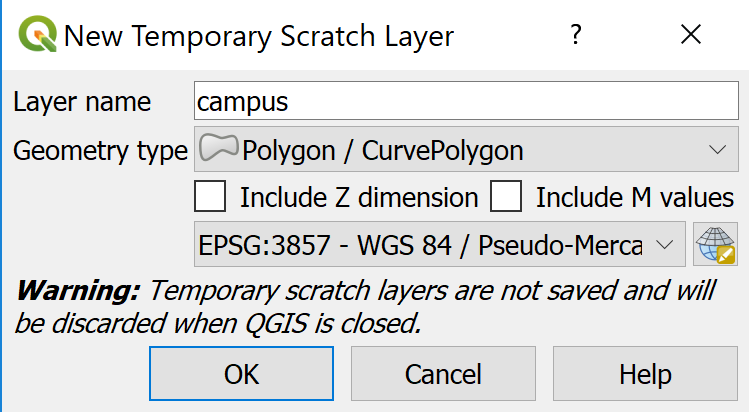 New Temporary Scratch Layer ?
Layer name campus
Geometry type Polygon / CurvePolygon
Include Z dimension Include M values
EPSG:3857 - WGS 84 / Pseudo-Merca
Warning: Temporary scratch layers are not saved and will
be discarded when QGIS is closed.
OK Cancel Help